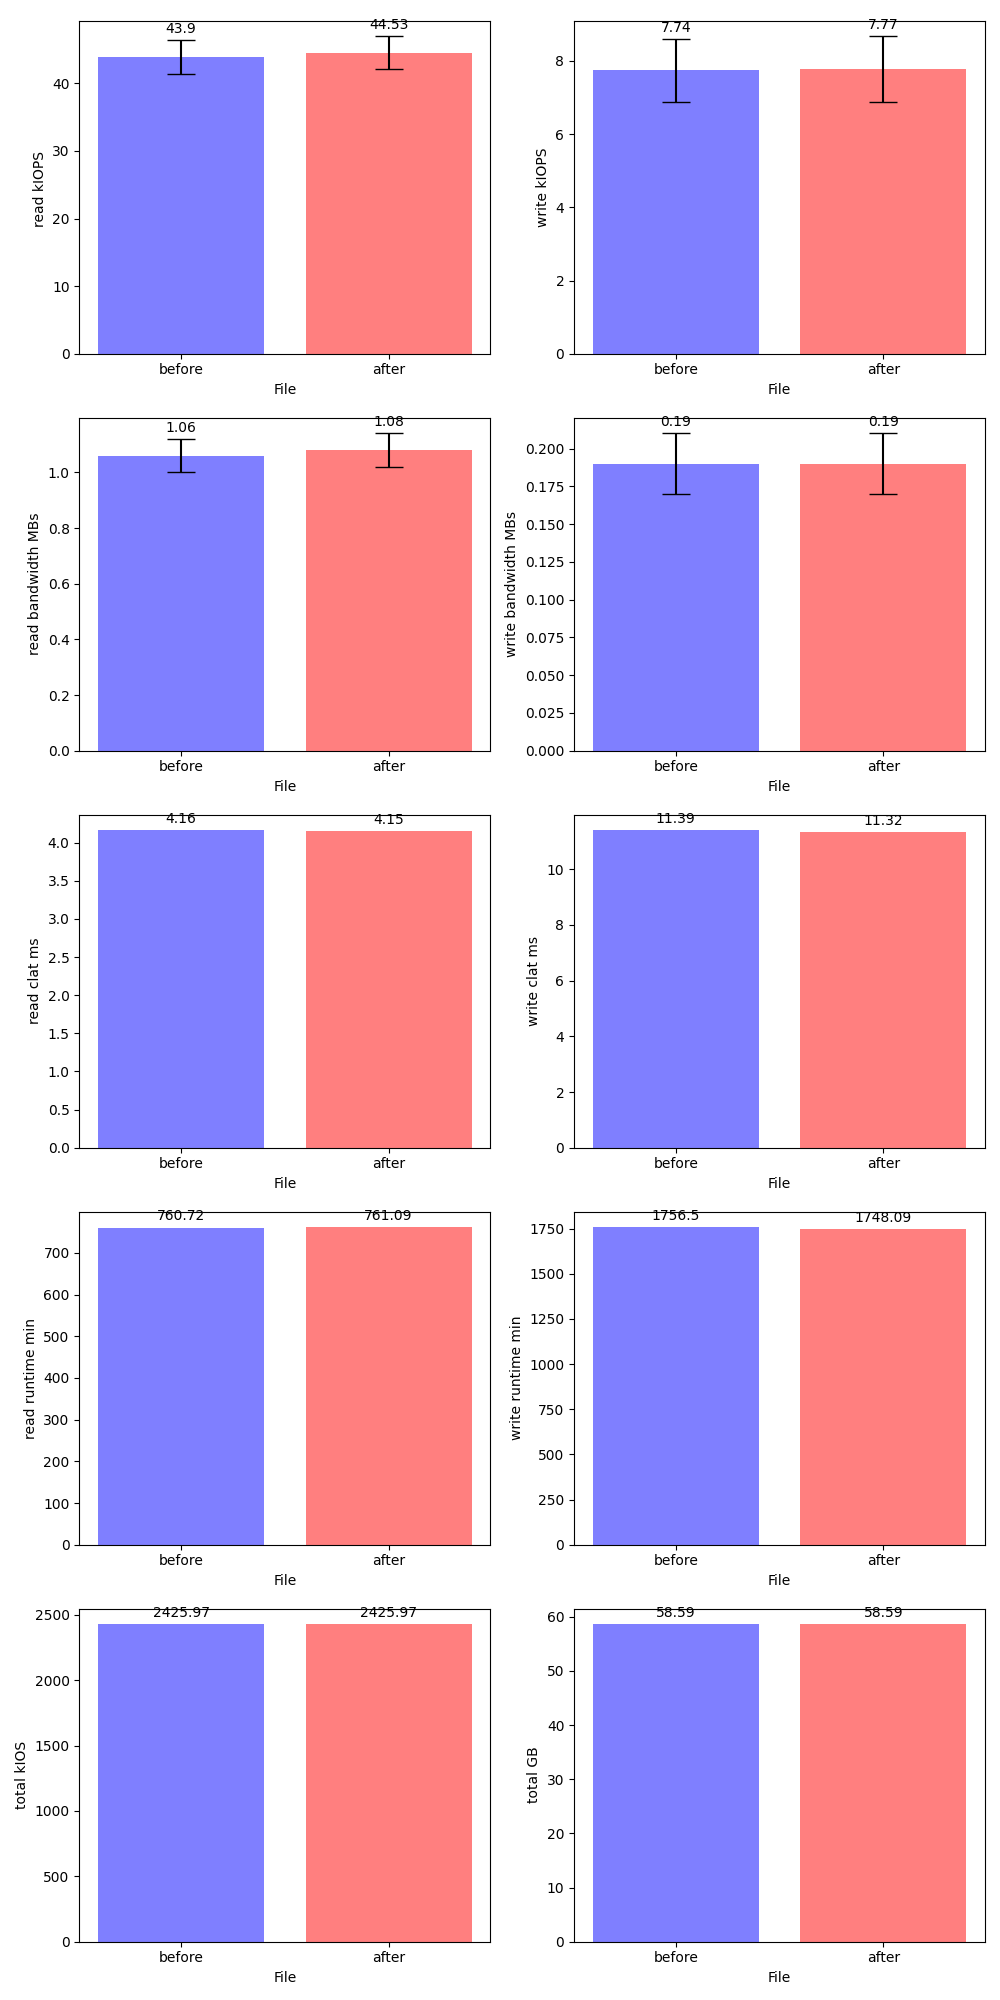 43.9
44.53
40
30
20
10
0
read kIOPS
before
after
File
7.74
7.77
8
6
4
2
0
write kIOPS
before
after
File
1.06
1.08
1.0
0.8
0.6
0.4
0.2
0.0
read bandwidth MBs
before
after
File
0.19
0.19
0.200
0.175
0.150
0.125
0.100
0.075
0.050
0.025
0.000
write bandwidth MBs
before
after
File
4.16
4.15
4.0
3.5
3.0
2.5
2.0
1.5
1.0
0.5
0.0
read clat ms
before
after
File
11.39
11.32
10
8
6
4
2
0
write clat ms
before
after
File
760.72
761.09
700
600
500
400
300
200
100
0
read runtime min
before
after
File
1756.5
1748.09
1750
1500
1250
1000
750
500
250
0
write runtime min
before
after
File
2425.97
2425.97
2500
2000
1500
1000
500
0
total kIOS
before
after
File
58.59
58.59
60
50
40
30
20
10
0
total GB
before
after
File